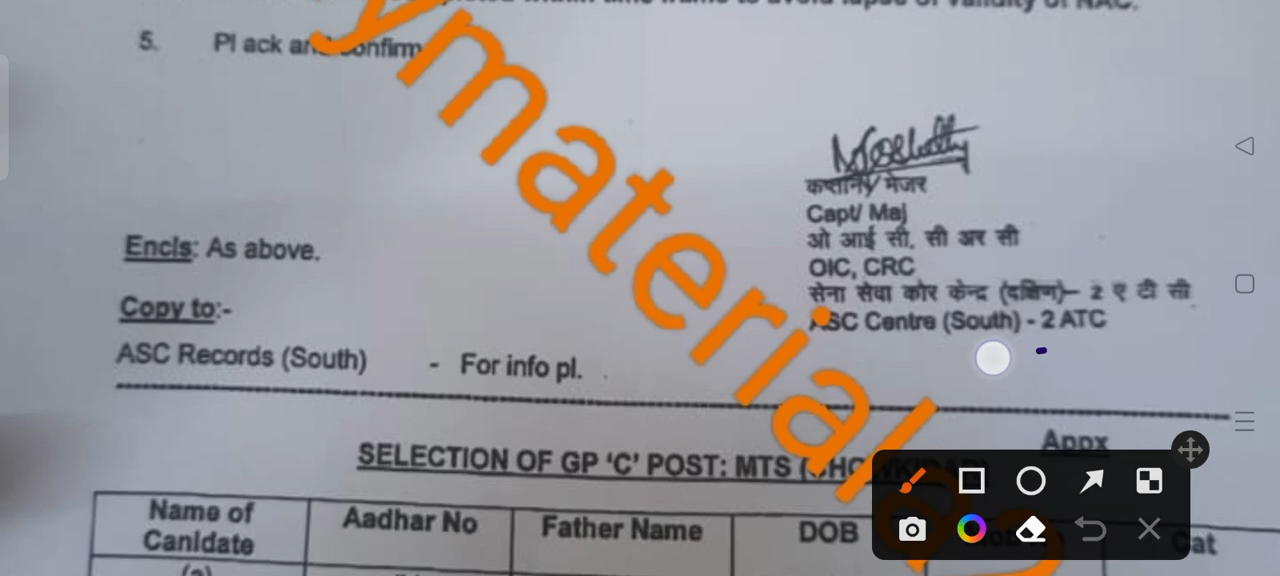 5. Pl ack and confirm
कप्तान/ मेजर
Capt/ Maj
ओ आई सी, सी अर सी
OIC, CRC
सेना सेवा कोर केन्द्र (दक्षिण)– 2 ए टी सी
ASC Centre (South) - 2 ATC
Encls: As above.
Copy to:-
ASC Records (South) - For info pl.
Appx
SELECTION OF GP ‘C’ POST: MTS (
Name of Canidate
Aadhar No
Father Name
DOB
Cat
(a)
ymaterial